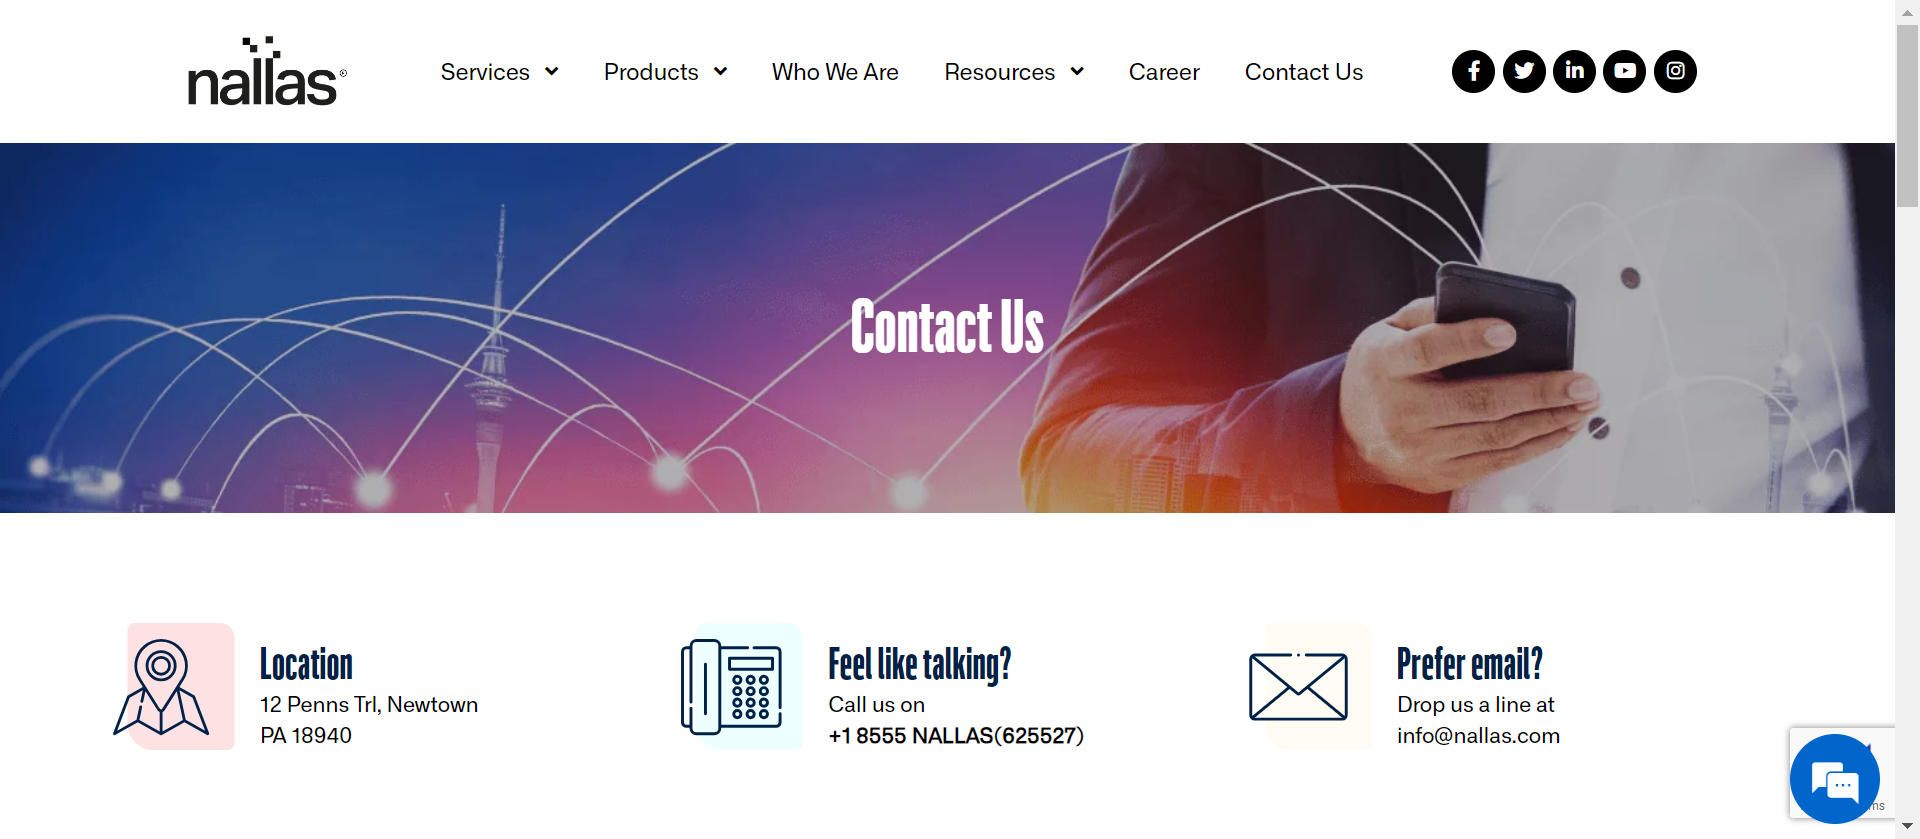 nallas®
Services
Products
Who We Are
Resources
Career
Contact Us
Contact Us
Location
12 Penns Trl, Newtown
PA 18940
Feel like talking?
Call us on
+1 8555 NALLAS(625527)
Prefer email?
Drop us a line at
info@nallas.com